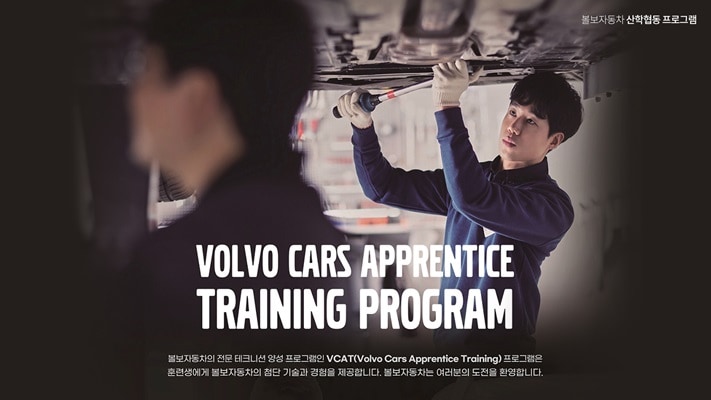 볼보자동차 산학협동 프로그램
VOLVO CARS APPRENTICE
TRAINING PROGRAM
볼보자동차의 전문 테크니션 양성 프로그램인 VCAT(Volvo Cars Apprentice Training) 프로그램은
훈련생에게 볼보자동차의 첨단 기술과 경험을 제공합니다. 볼보자동차는 여러분의 도전을 환영합니다.